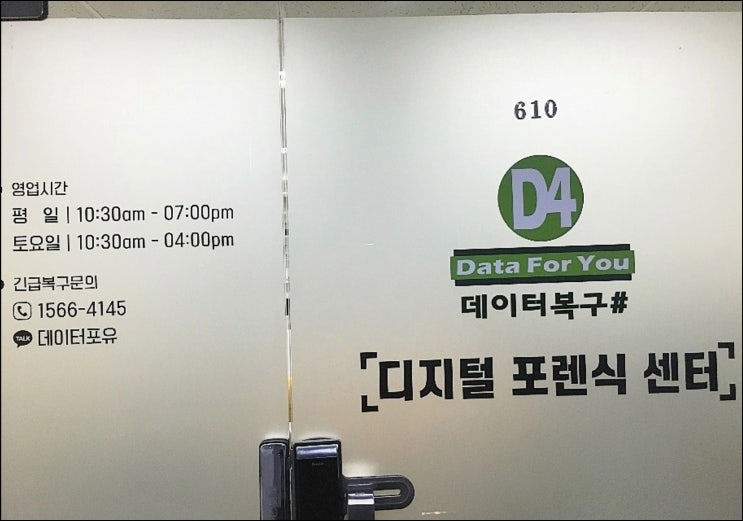 영업시간
평 일 | 10:30am - 07:00pm
토요일 | 10:30am - 04:00pm
긴급복구문의
1566-4145
TALK 데이터포유
610
D4
Data For You
데이터복구#
[디지털 포렌식 센터]